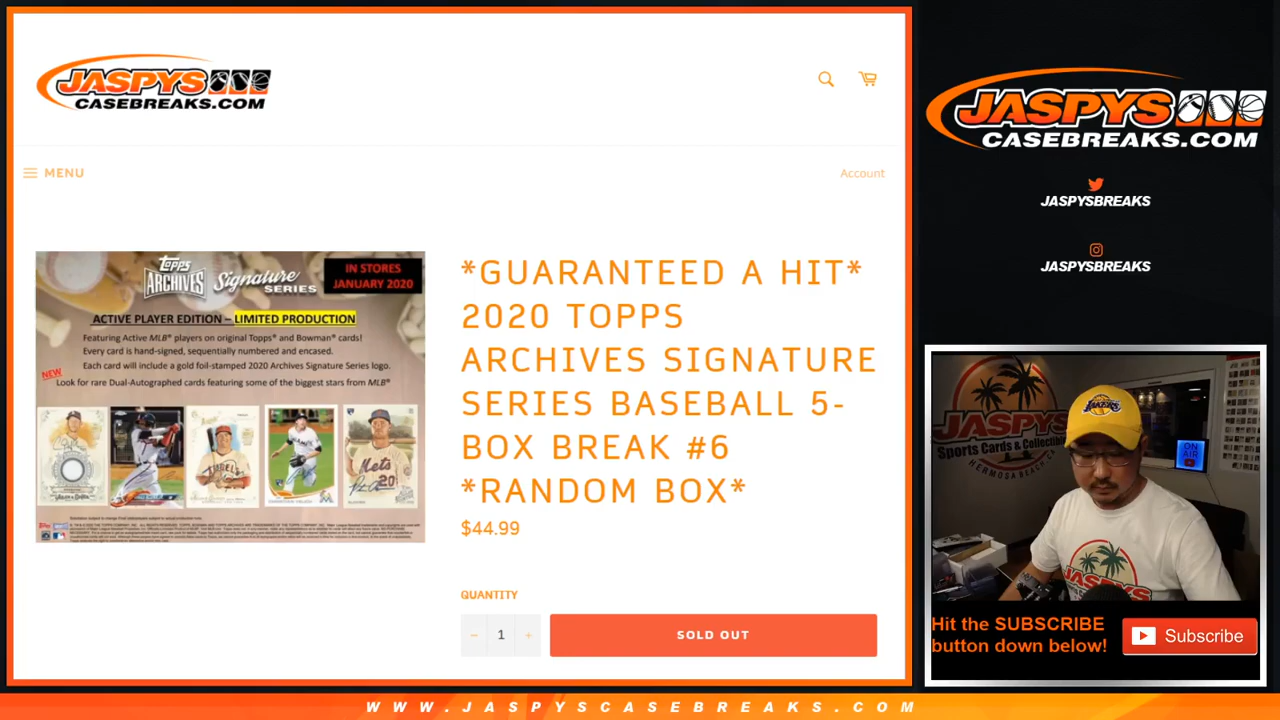 JASPYS
CASEBREAKS.COM
MENU
Account
Topps
ARCHIVES Signature
SERIES
IN STORES
JANUARY 2020
ACTIVE PLAYER EDITION – LIMITED PRODUCTION
Featuring Active MLB® players on original Topps® and Bowman® cards!
Every card is hand-signed, sequentially numbered and encased.
Each card will include a gold foil-stamped 2020 Archives Signature Series logo.
NEW
Look for rare Dual-Autographed cards featuring some of the biggest stars from MLB®
*GUARANTEED A HIT*
2020 TOPPS
ARCHIVES SIGNATURE
SERIES BASEBALL 5-
BOX BREAK #6
*RANDOM BOX*
$44.99
QUANTITY
− 1 +
SOLD OUT
JASPYS
CASEBREAKS.COM
JASPYSBREAKS
JASPYSBREAKS
JASPYS
Sports Cards & Collectibles
HERMOSA BEACH
LAKERS
ON
AIR
JASPYS
Hit the SUBSCRIBE
button down below!
Subscribe
WWW.JASPYSCASEBREAKS.COM